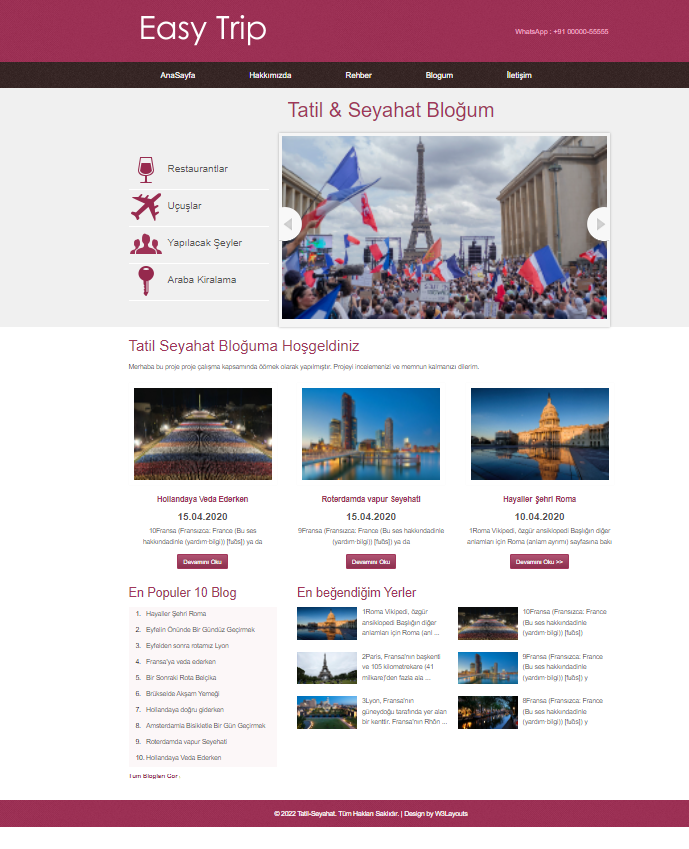 Easy Trip
WhatsApp : +91 00000-55555
AnaSayfa Hakkımızda Rehber Blogum İletişim
Tatil & Seyahat Bloğum
Restaurantlar
Uçuşlar
Yapılacak Şeyler
Araba Kiralama
Tatil Seyahat Bloğuma Hoşgeldiniz
Merhaba bu proje proje çalışma kapsamında öörnek olarak yapılmıştır. Projeyi incelemenizi ve memnun kalmanızı dilerim.
Hollandaya Veda Ederken
15.04.2020
10Fransa (Fransızca: France (Bu ses
hakkındadinle (yardım·bilgi)) [fʁɑ̃s]) ya da
Devamını Oku
Roterdamda vapur Seyehati
15.04.2020
9Fransa (Fransızca: France (Bu ses
hakkındadinle (yardım·bilgi)) [fʁɑ̃s]) ya da
Devamını Oku
Hayaller Şehri Roma
10.04.2020
1Roma Vikipedi, özgür ansiklopedi Başlığın diğer
anlamları için Roma (anlam ayrımı) sayfasına bakı
Devamını Oku >>
En Populer 10 Blog
1. Hayaller Şehri Roma
2. Eyfelin Önünde Bir Gündüz Geçirmek
3. Eyfelden sonra rotamız Lyon
4. Fransa'ya veda ederken
5. Bir Sonraki Rota Belçika
6. Brükselde Akşam Yemeği
7. Hollandaya doğru giderken
8. Amsterdamla Bisikletle Bir Gün Geçirmek
9. Roterdamda vapur Seyehati
10. Hollandaya Veda Ederken
Tüm Blogları Gör
En beğendiğim Yerler
1Roma Vikipedi, özgür
ansiklopedi Başlığın diğer
anlamları için Roma (anl ...
10Fransa (Fransızca: France
(Bu ses hakkındadinle
(yardım·bilgi)) [fʁɑ̃s])
2Paris, Fransa'nın başkenti
ve 105 kilometrekare (41
milkare)'den fazla ala ...
9Fransa (Fransızca: France
(Bu ses hakkındadinle
(yardım·bilgi)) [fʁɑ̃s]) y
3Lyon, Fransa'nın
güneydoğu tarafında yer alan
bir kenttir. Fransa'nın Rhôn ...
8Fransa (Fransızca: France
(Bu ses hakkındadinle
(yardım·bilgi)) [fʁɑ̃s]) y
© 2022 Tatil-Seyahat. Tüm Hakları Saklıdır. | Design by W3Layouts